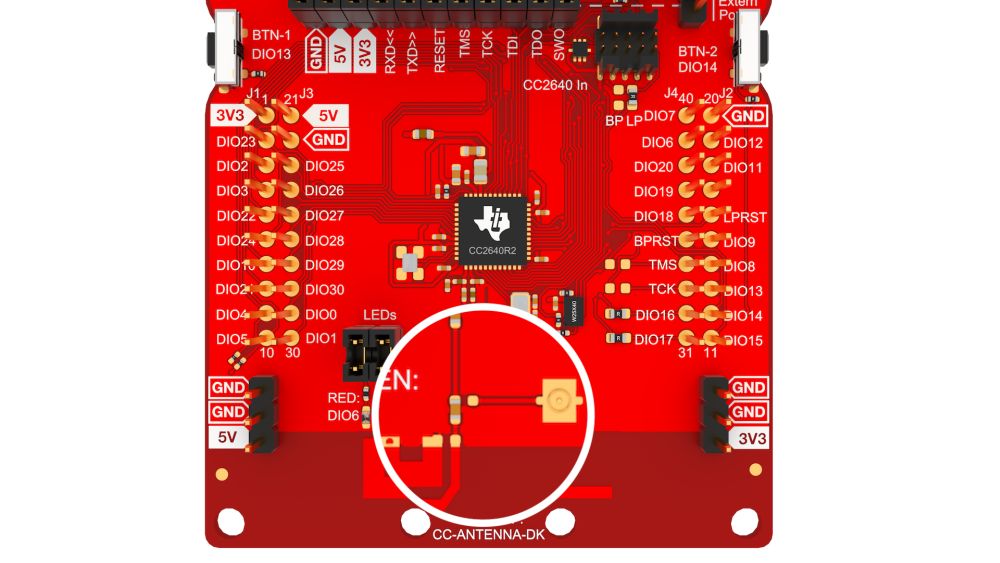 Extern
Po
BTN-1
DIO13
GND
5V
3V3
RXD<<
TXD>>
RESET
TMS
TCK
TDI
TDO
SWO
BTN-2
DIO14
CC2640 In
BP LP
J1
1
21
J3
J4
40
20
J2
3V3
5V
DIO7
GND
DIO23
GND
DIO6
DIO12
DIO2
DIO25
DIO20
DIO11
DIO3
DIO26
DIO19
DIO22
DIO27
DIO18
LPRST
DIO24
DIO28
BPRST
DIO9
DIO29
TMS
DIO8
DIO30
TCK
DIO13
DIO4
DIO0
DIO16
DIO14
DIO5
DIO1
DIO17
DIO15
10
30
31
11
CC2640R2
LEDs
EN:
RED:
DIO6
GND
GND
5V
GND
GND
3V3
CC-ANTENNA-DK